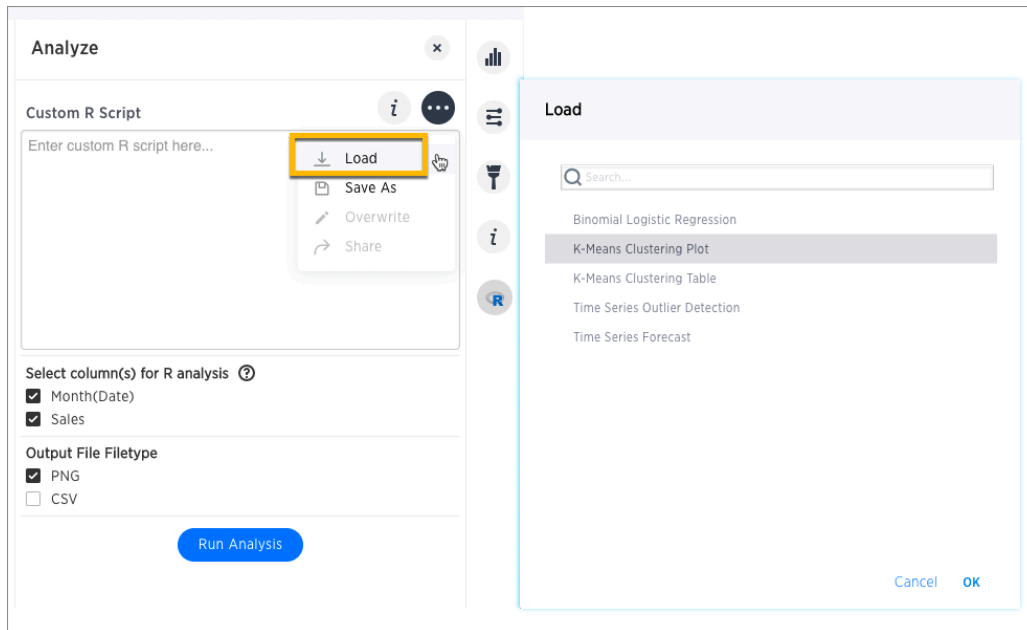 Analyze
Custom R Script
i
Enter custom R script here...
Load
Save As
Overwrite
Share
Select column(s) for R analysis ?
Month(Date)
Sales
Output File Filetype
PNG
CSV
Run Analysis
i
R
Load
Search...
Binomial Logistic Regression
K-Means Clustering Plot
K-Means Clustering Table
Time Series Outlier Detection
Time Series Forecast
Cancel OK